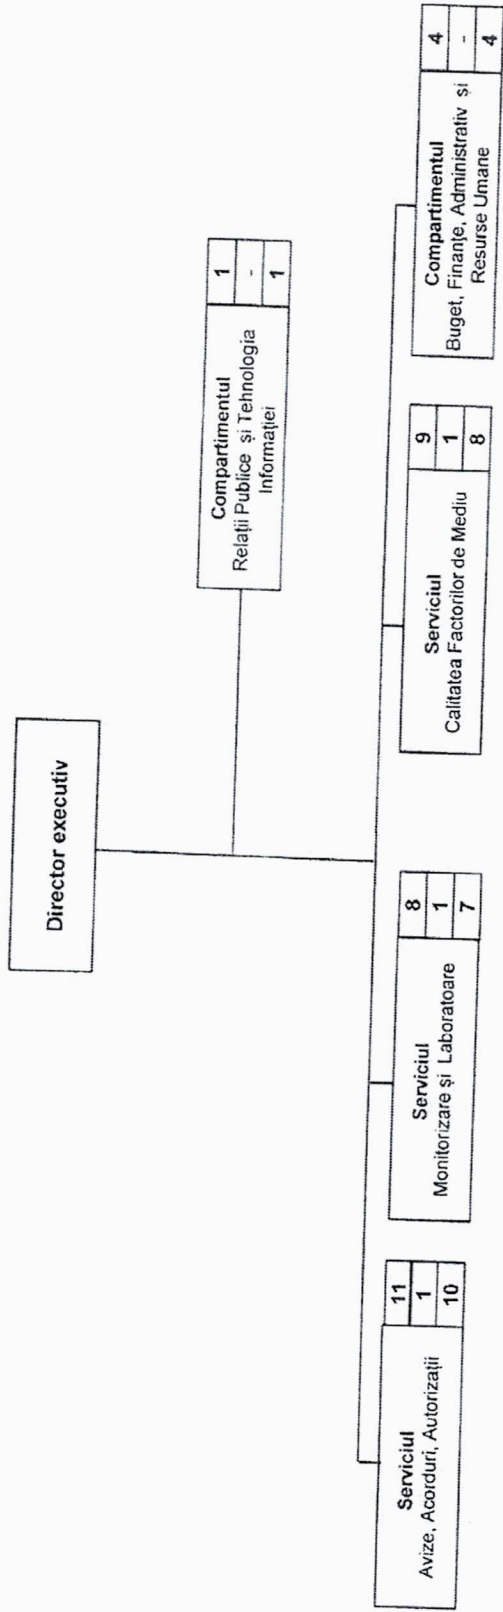 Director executiv
Compartimentul
Relații Publice și Tehnologia
Informației
1
-
1
Serviciul
Avize, Acorduri, Autorizații
11
1
10
Serviciul
Monitorizare și Laboratoare
8
1
7
Serviciul
Calitatea Factorilor de Mediu
9
1
8
Compartimentul
Buget, Finanțe, Administrativ și
Resurse Umane
4
-
4